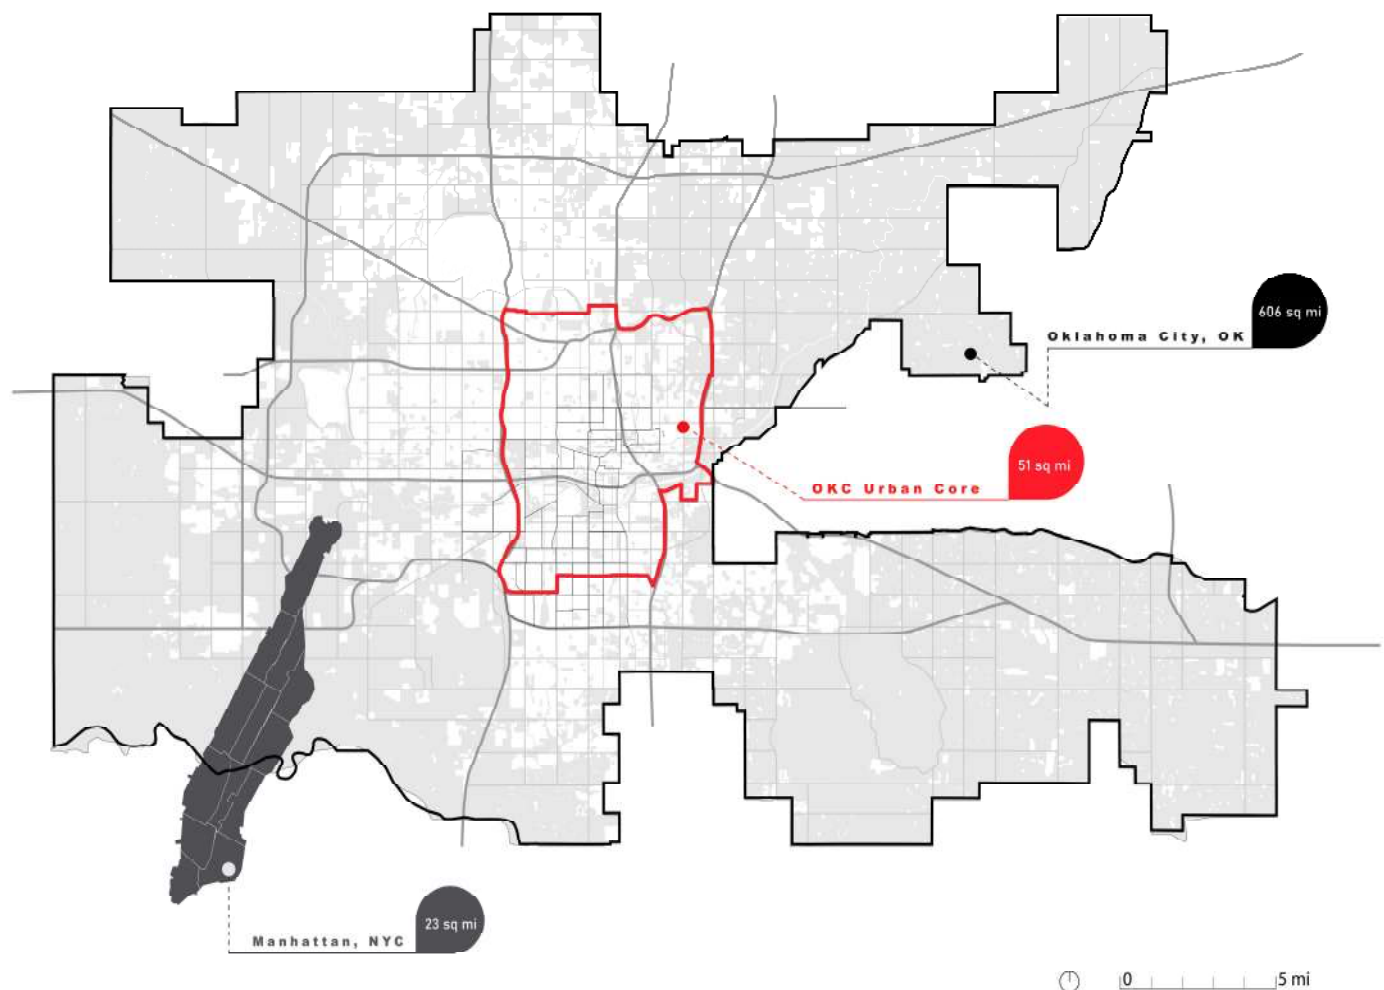 606 sq mi
Oklahoma City, OK
51 sq mi
OKC Urban Core
23 sq mi
Manhattan, NYC
0 5 mi